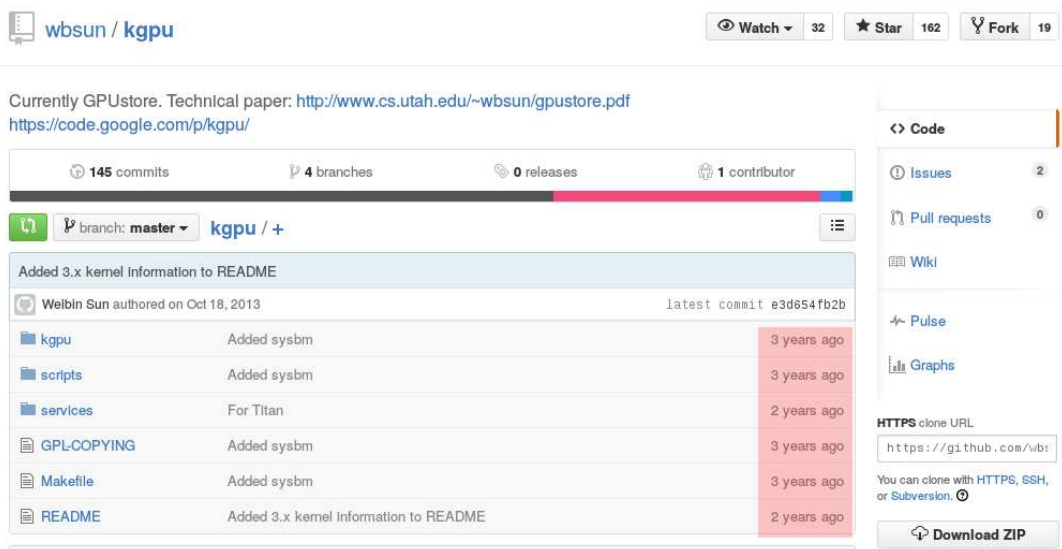 wbsun / kgpu
Watch 32 Star 162 Fork 19
Currently GPUstore. Technical paper: http://www.cs.utah.edu/~wbsun/gpustore.pdf
https://code.google.com/p/kgpu/
145 commits 4 branches 0 releases 1 contributor
branch: master kgpu / +
Added 3.x kernel information to README
Weibin Sun authored on Oct 18, 2013 latest commit e3d654fb2b
kgpu Added sysbm 3 years ago
scripts Added sysbm 3 years ago
services For Titan 2 years ago
GPL-COPYING Added sysbm 3 years ago
Makefile Added sysbm 3 years ago
README Added 3.x kernel information to README 2 years ago
Code
Issues 2
Pull requests 0
Wiki
Pulse
Graphs
HTTPS clone URL
https://github.com/wbs
You can clone with HTTPS, SSH,
or Subversion.
Download ZIP